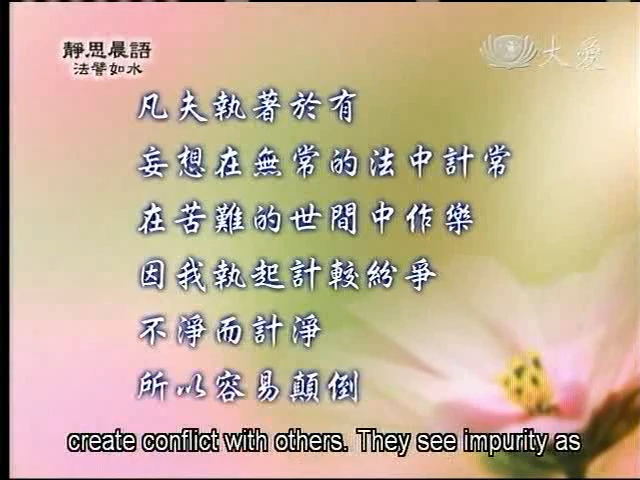 靜思晨語
法譬如水
大愛
凡夫執著於有
妄想在無常的法中計常
在苦難的世間中作樂
因我執起計較紛爭
不淨而計淨
所以容易顛倒
create conflict with others. They see impurity as